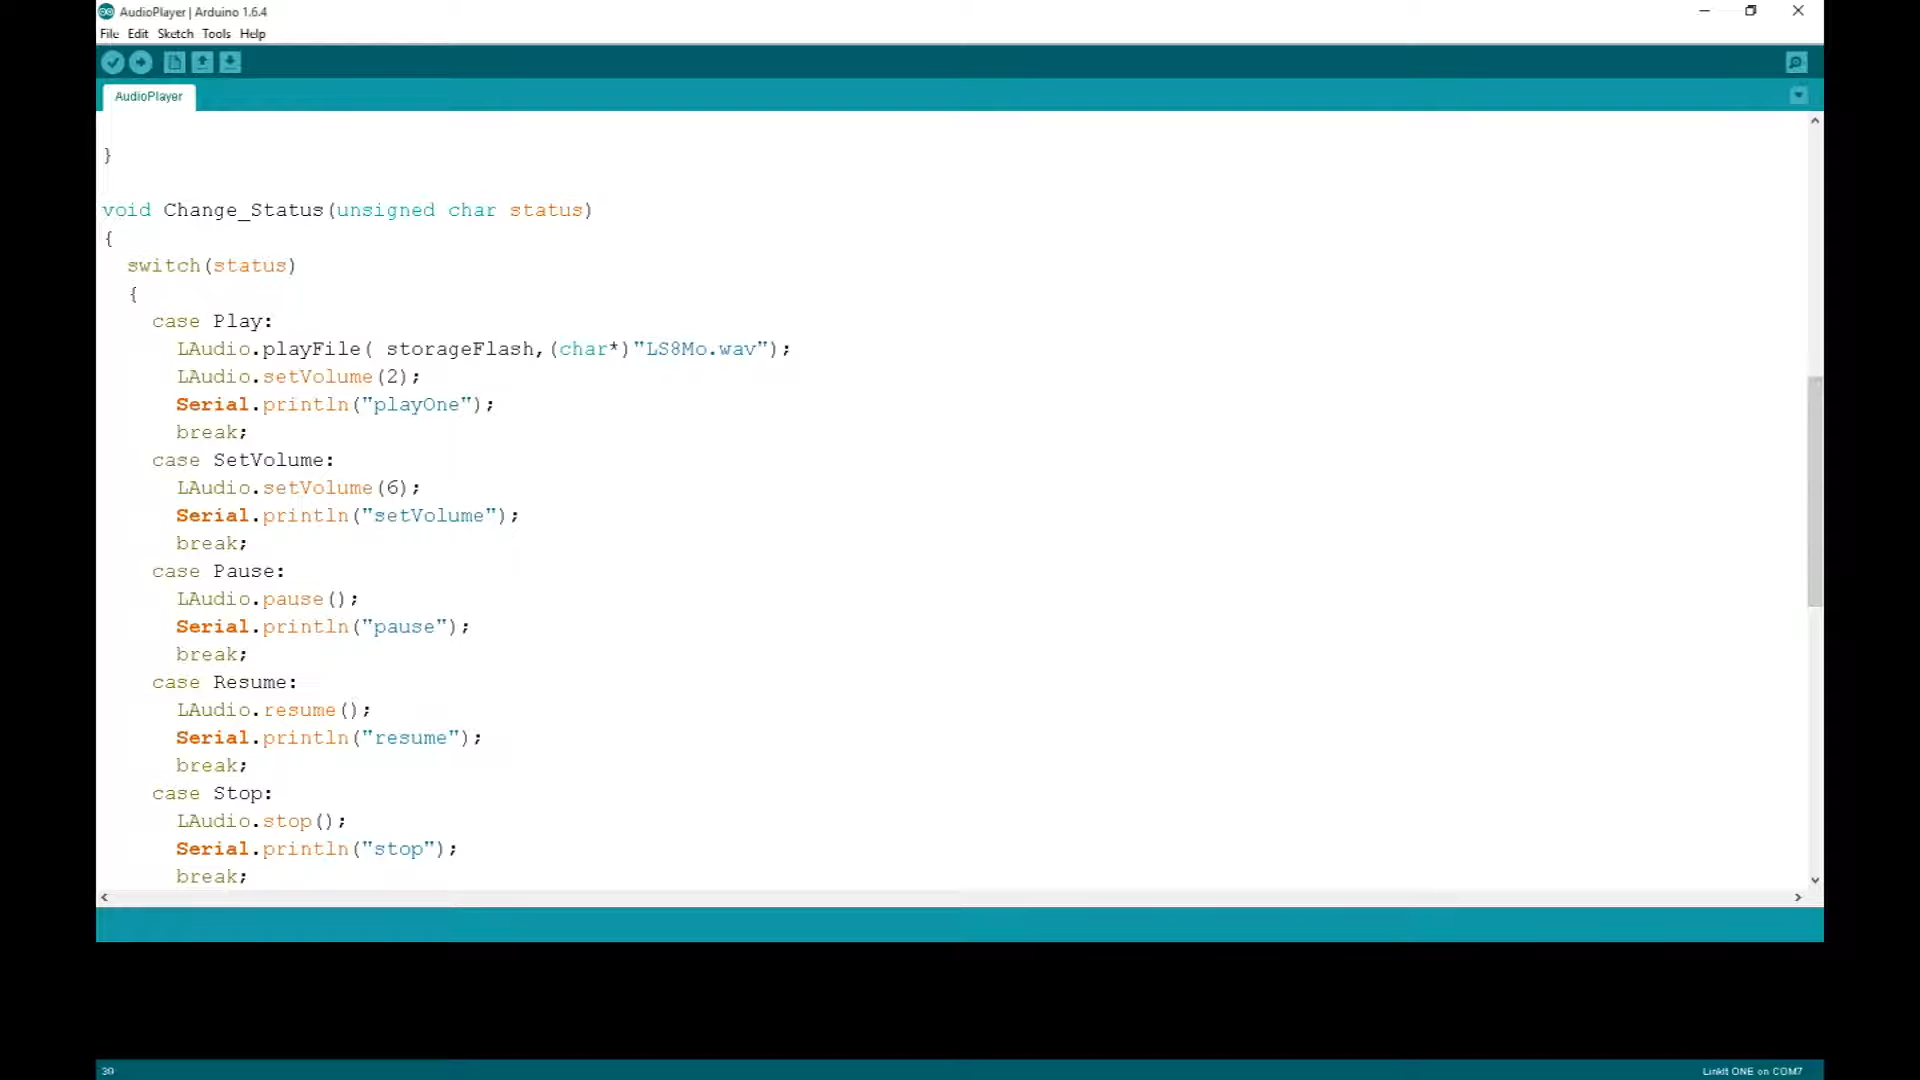 AudioPlayer | Arduino 1.6.4
File Edit Sketch Tools Help
AudioPlayer
}
void Change_Status(unsigned char status)
{
switch(status)
{
case Play:
LAudio.playFile( storageFlash,(char*)"LS8Mo.wav");
LAudio.setVolume(2);
Serial.println("playOne");
break;
case SetVolume:
LAudio.setVolume(6);
Serial.println("setVolume");
break;
case Pause:
LAudio.pause();
Serial.println("pause");
break;
case Resume:
LAudio.resume();
Serial.println("resume");
break;
case Stop:
LAudio.stop();
Serial.println("stop");
break;
39
LinkIt ONE on COM7